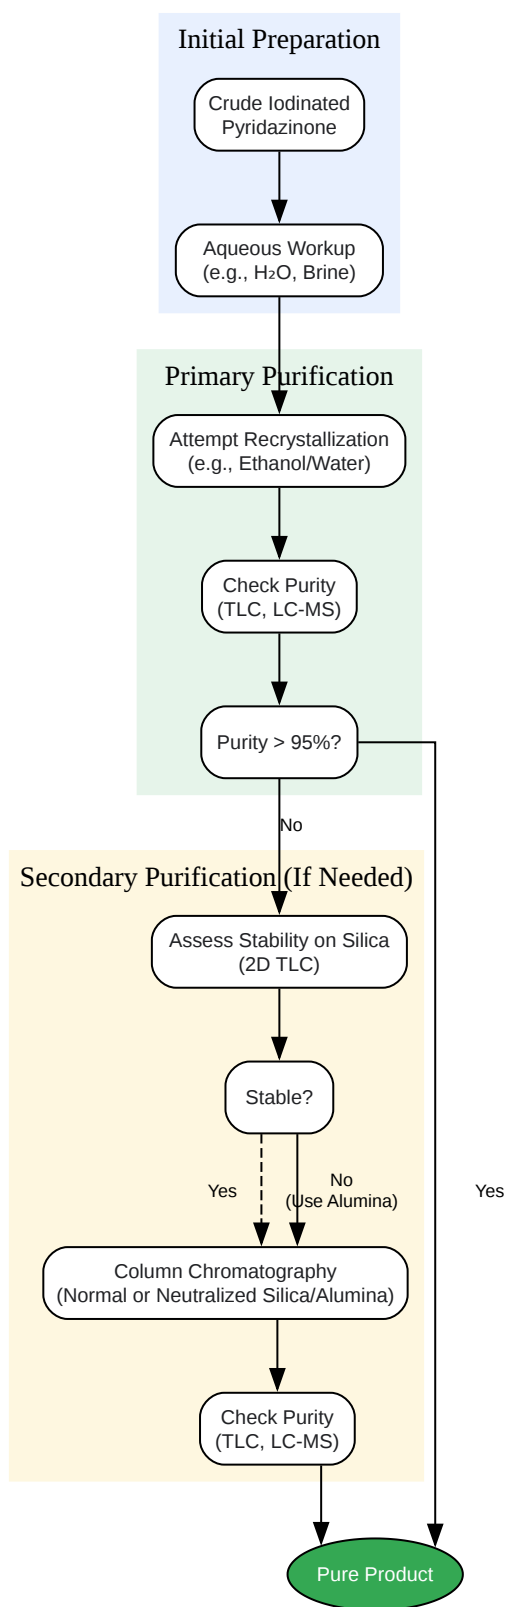 Initial Preparation
Crude Iodinated
Pyridazinone
Aqueous Workup
(e.g., H₂O, Brine)
Primary Purification
Attempt Recrystallization
(e.g., Ethanol/Water)
Check Purity
(TLC, LC-MS)
Purity > 95%?
No
Secondary Purification (If Needed)
Assess Stability on Silica
(2D TLC)
Stable?
Yes
No
(Use Alumina)
Yes
Column Chromatography
(Normal or Neutralized Silica/Alumina)
Check Purity
(TLC, LC-MS)
Pure Product